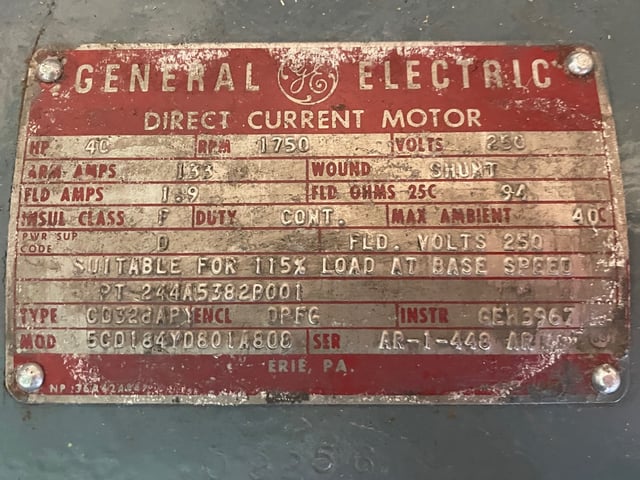 GENERAL GE ELECTRIC
DIRECT CURRENT MOTOR
HP 40 RPM 1750 VOLTS 250
ARM AMPS 133 WOUND SHUNT
FLD AMPS 1.9 FLD OHMS 25C 94
INSUL CLASS F DUTY CONT. MAX AMBIENT 40C
PWR SUP CODE D FLD. VOLTS 250
SUITABLE FOR 115% LOAD AT BASE SPEED
PT 244A5382P001
TYPE ENCL DPFG INSTR GEH3967
MOD 5CD184YD801A808 SER AR-1-448
ERIE, PA.